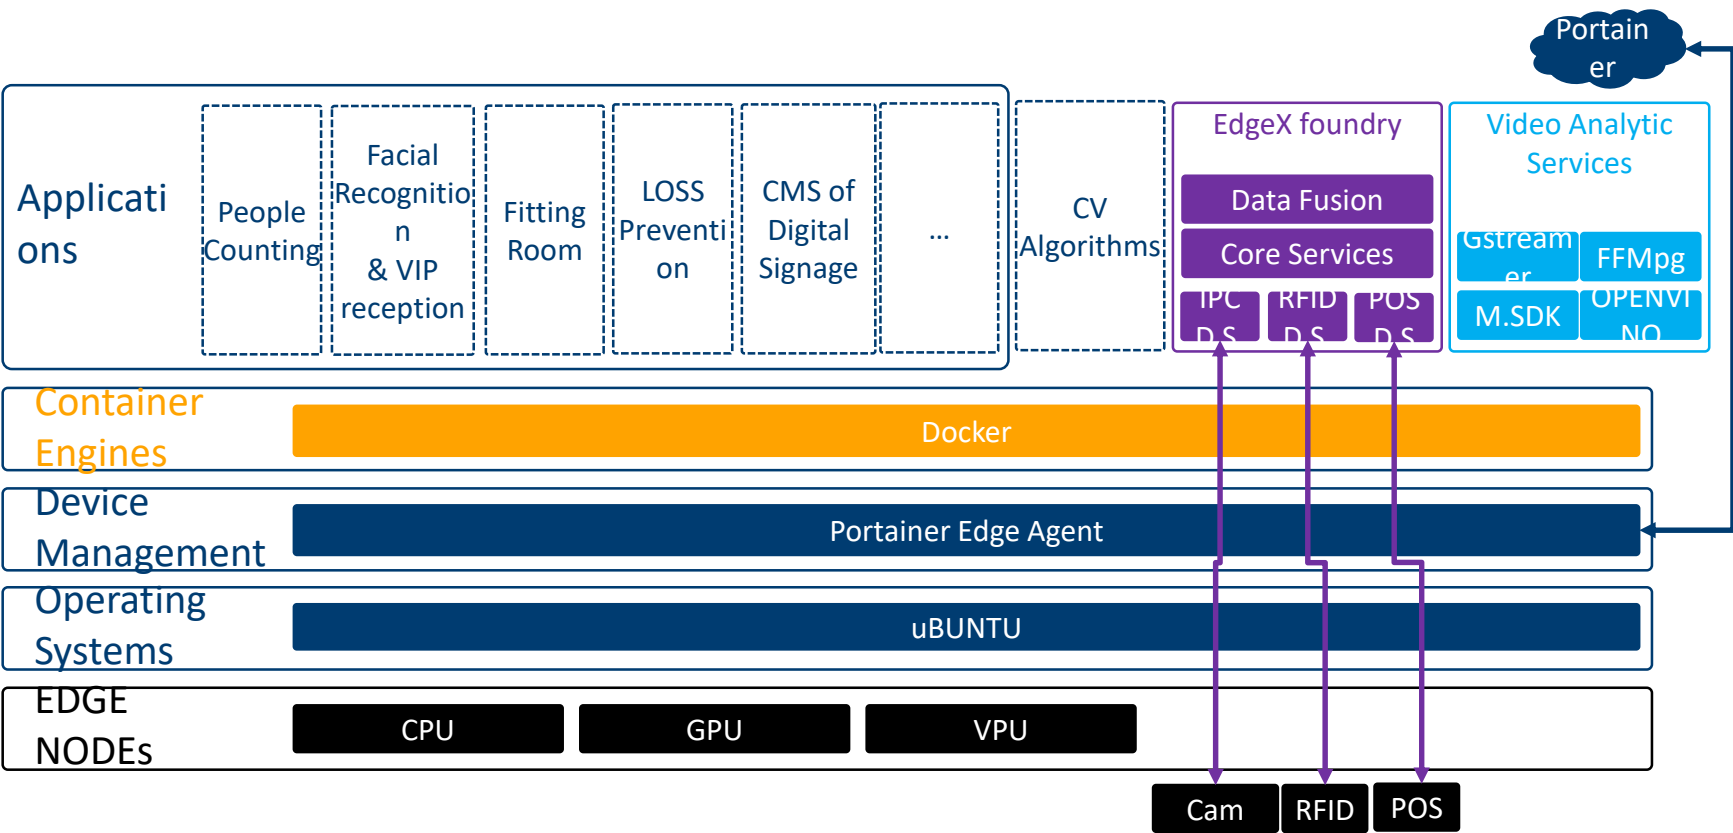 Portain
er
Applicati
ons
People
Counting
Facial
Recognitio
n
& VIP
reception
Fitting
Room
LOSS
Preventi
on
CMS of
Digital
Signage
...
CV
Algorithms
EdgeX foundry
Data Fusion
Core Services
IPC
D.S
RFID
D.S
POS
D.S
Video Analytic
Services
Gstream
er
FFMpg
M.SDK
OPENVI
NO
Container
Engines
Docker
Device
Management
Portainer Edge Agent
Operating
Systems
uBUNTU
EDGE
NODEs
CPU
GPU
VPU
Cam
RFID
POS